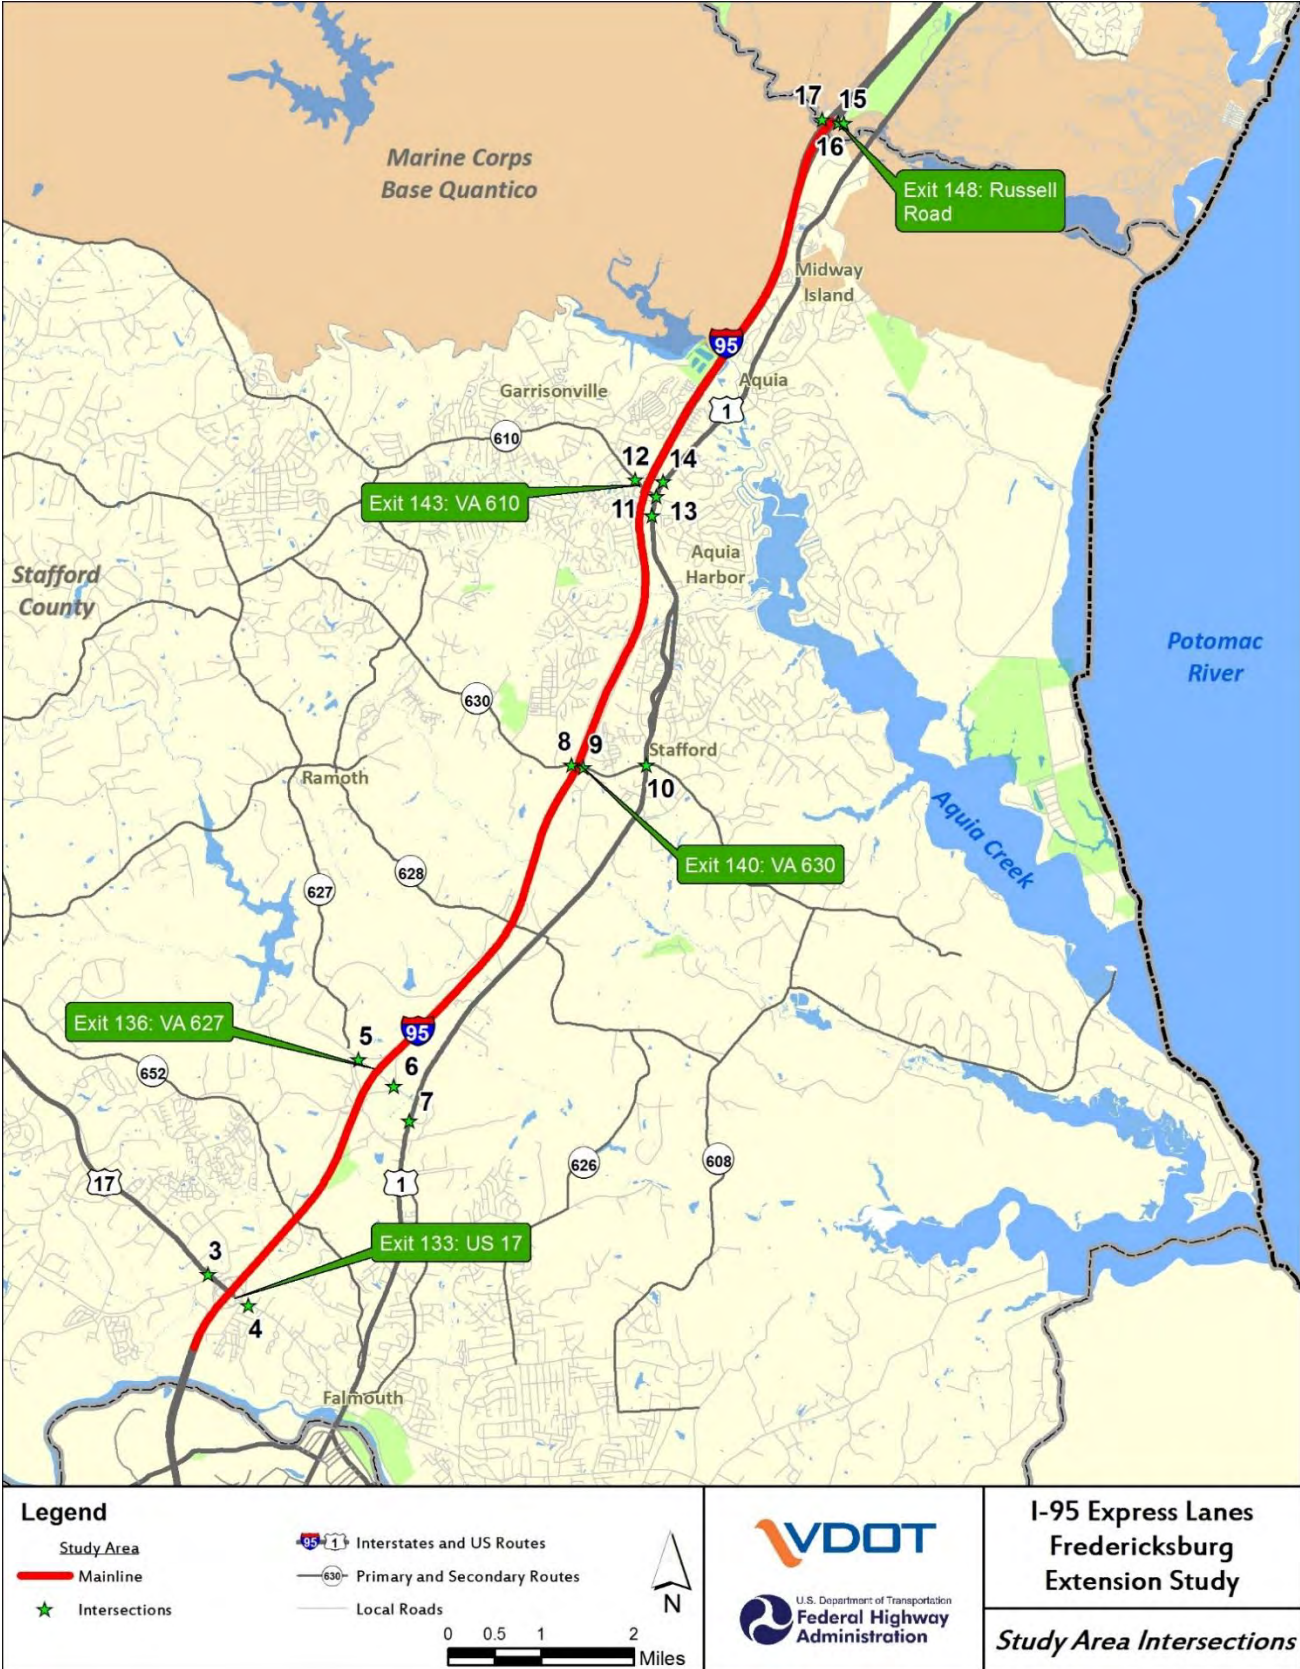 17
15
16
Marine Corps
Base Quantico
Exit 148: Russell
Road
Midway
Island
95
Garrisonville
Aquia
1
610
12
14
Exit 143: VA 610
11
13
Aquia
Harbor
Stafford
County
Potomac
River
630
8
9
Stafford
Ramoth
10
Aquia Creek
Exit 140: VA 630
628
627
Exit 136: VA 627
95
5
6
652
7
626
608
17
1
Exit 133: US 17
3
4
Falmouth
Legend
Study Area
Mainline
Intersections
95 1 Interstates and US Routes
630 Primary and Secondary Routes
Local Roads
N
0 0.5 1 2
Miles
VDOT
U.S. Department of Transportation
Federal Highway
Administration
I-95 Express Lanes
Fredericksburg
Extension Study
Study Area Intersections